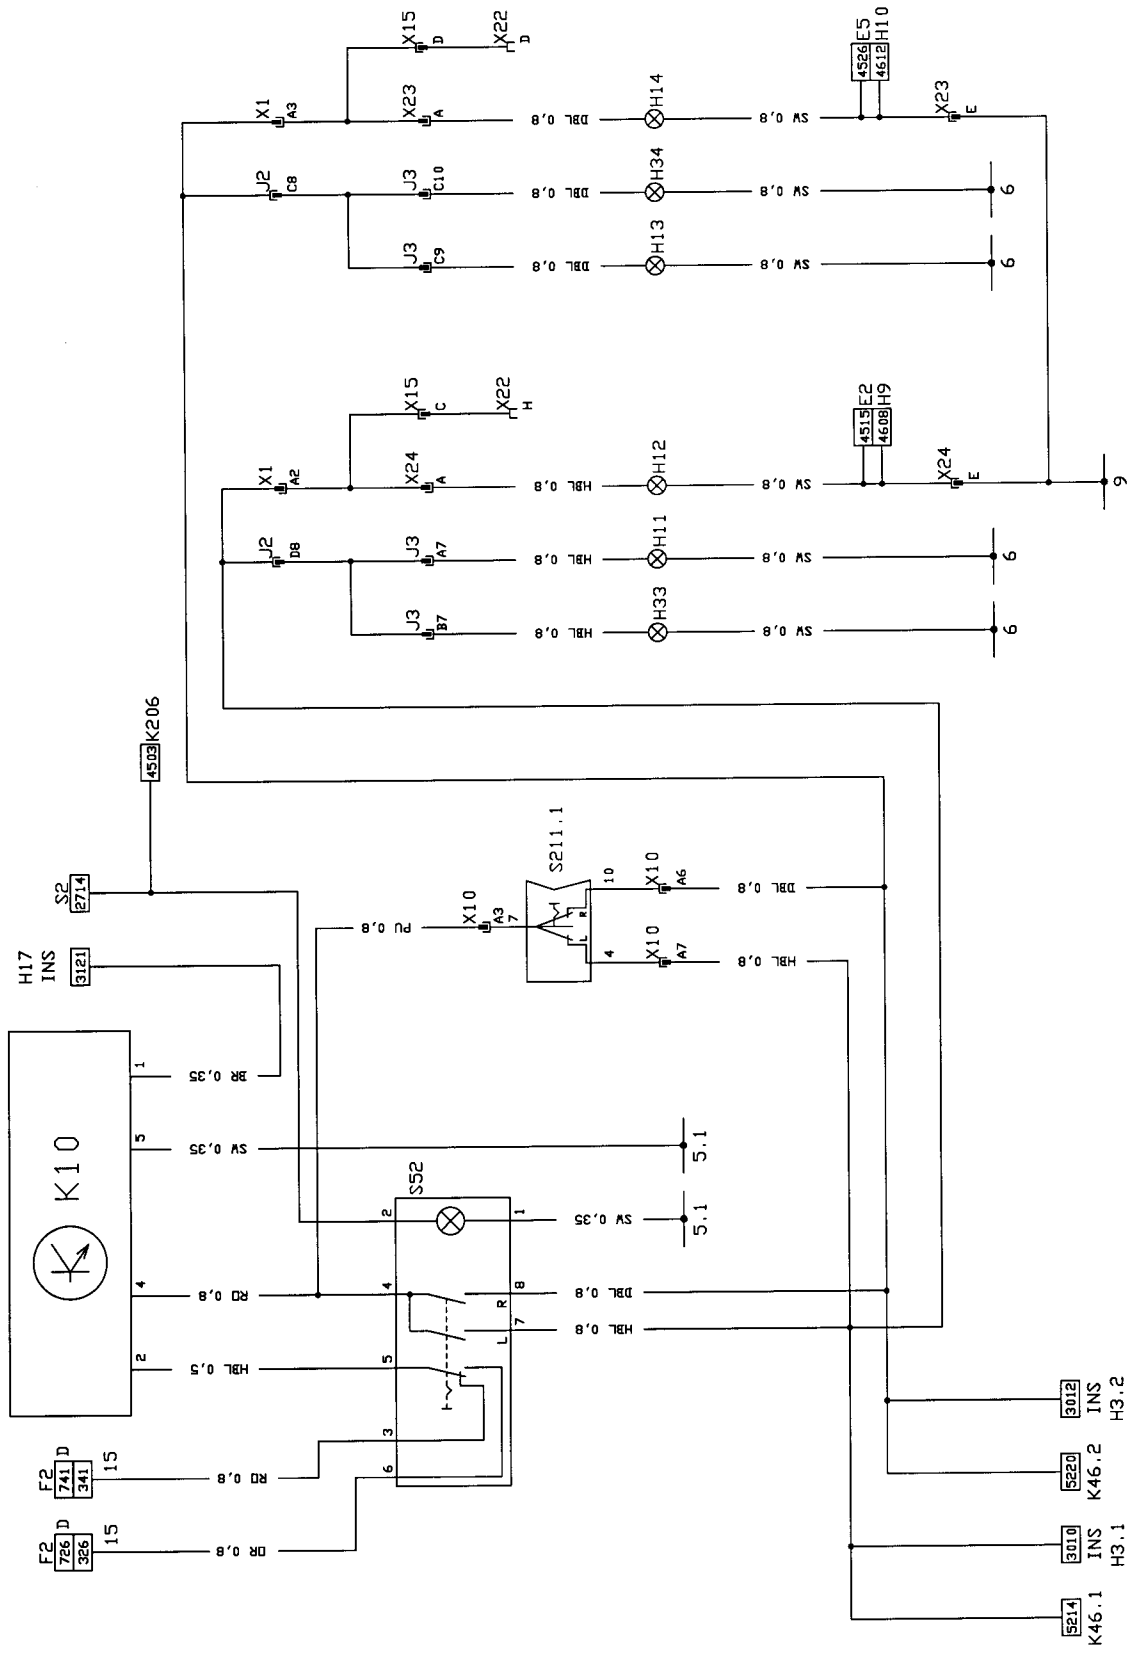 F2 D
726
326
15
F2 D
741
341
15
H17
INS
3121
S2
2714
4503 K206
K10
2
4
5
1
OR 0,8
RO 0,8
HBL 0,5
RO 0,8
SW 0,35
BR 0,35
X1
A2
J2
D8
X1
A3
J2
C8
PU 0,8
X10
A3
7
6
3
5
4
2
S52
L
R
7
8
1
S211.1
L
R
4
10
J3
B7
J3
A7
X24
A
X15
C
X22
H
J3
C9
J3
C10
X23
A
X15
D
X22
D
HBL 0,8
DBL 0,8
SW 0,35
5.1
5.1
X10
A7
X10
A6
HBL 0,8
DBL 0,8
HBL 0,8
HBL 0,8
HBL 0,8
DBL 0,8
DBL 0,8
DBL 0,8
H33
H11
H12
H13
H34
H14
SW 0,8
SW 0,8
SW 0,8
SW 0,8
SW 0,8
SW 0,8
4515 E2
4608 H9
4526 E5
4612 H10
X24
E
X23
E
6
6
6
6
9
5214
K46.1
3010
INS
H3.1
5220
K46.2
3012
INS
H3.2